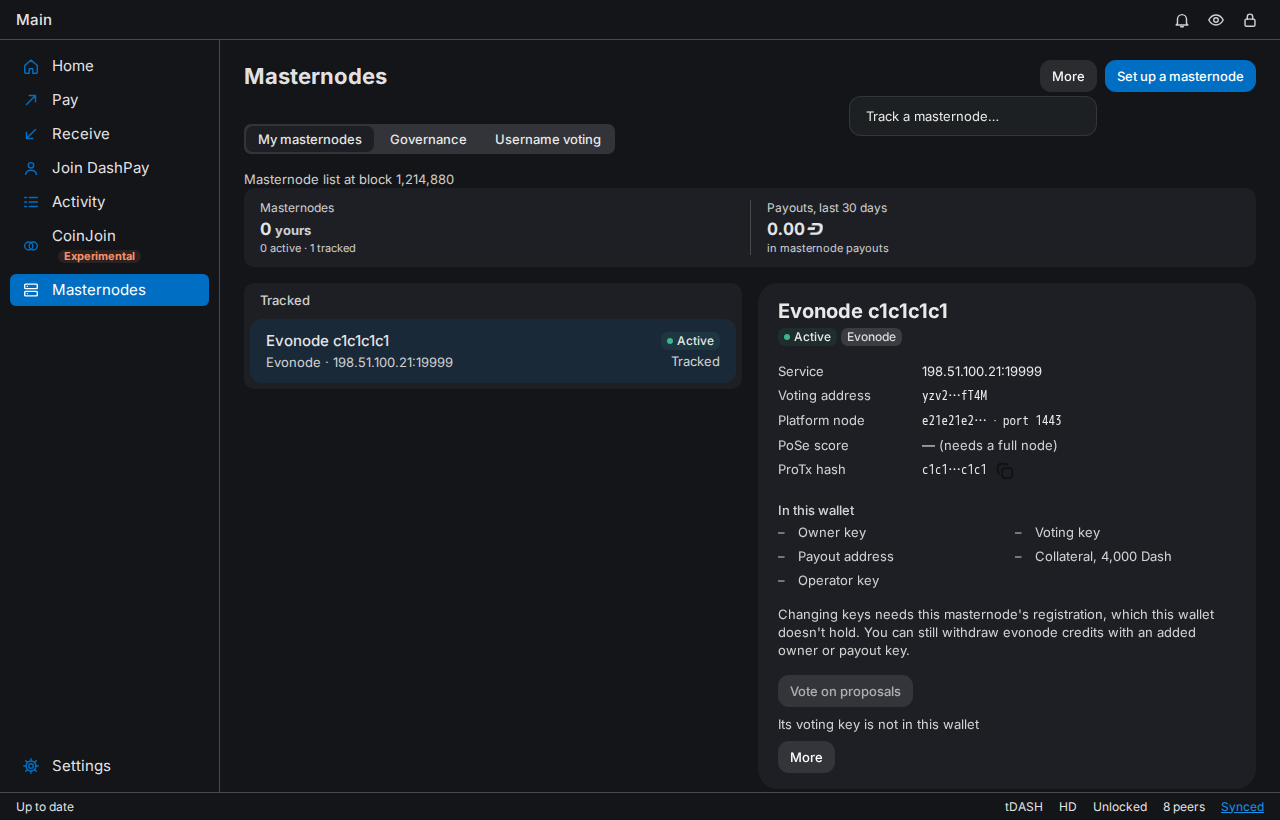 Main
Home
Pay
Receive
Join DashPay
Activity
CoinJoin
Experimental
Masternodes
Settings
Masternodes
More
Set up a masternode
Track a masternode...
My masternodes
Governance
Username voting
Masternode list at block 1,214,880
Masternodes
0 yours
0 active · 1 tracked
Payouts, last 30 days
0.00
in masternode payouts
Tracked
Evonode c1c1c1c1
Active
Evonode · 198.51.100.21:19999
Tracked
Evonode c1c1c1c1
Active
Evonode
Service 198.51.100.21:19999
Voting address yzv2…fT4M
Platform node e21e21e2… · port 1443
PoSe score — (needs a full node)
ProTx hash c1c1…c1c1
In this wallet
– Owner key
– Voting key
– Payout address
– Collateral, 4,000 Dash
– Operator key
Changing keys needs this masternode's registration, which this wallet
doesn't hold. You can still withdraw evonode credits with an added
owner or payout key.
Vote on proposals
Its voting key is not in this wallet
More
Up to date
tDASH
HD
Unlocked
8 peers
Synced